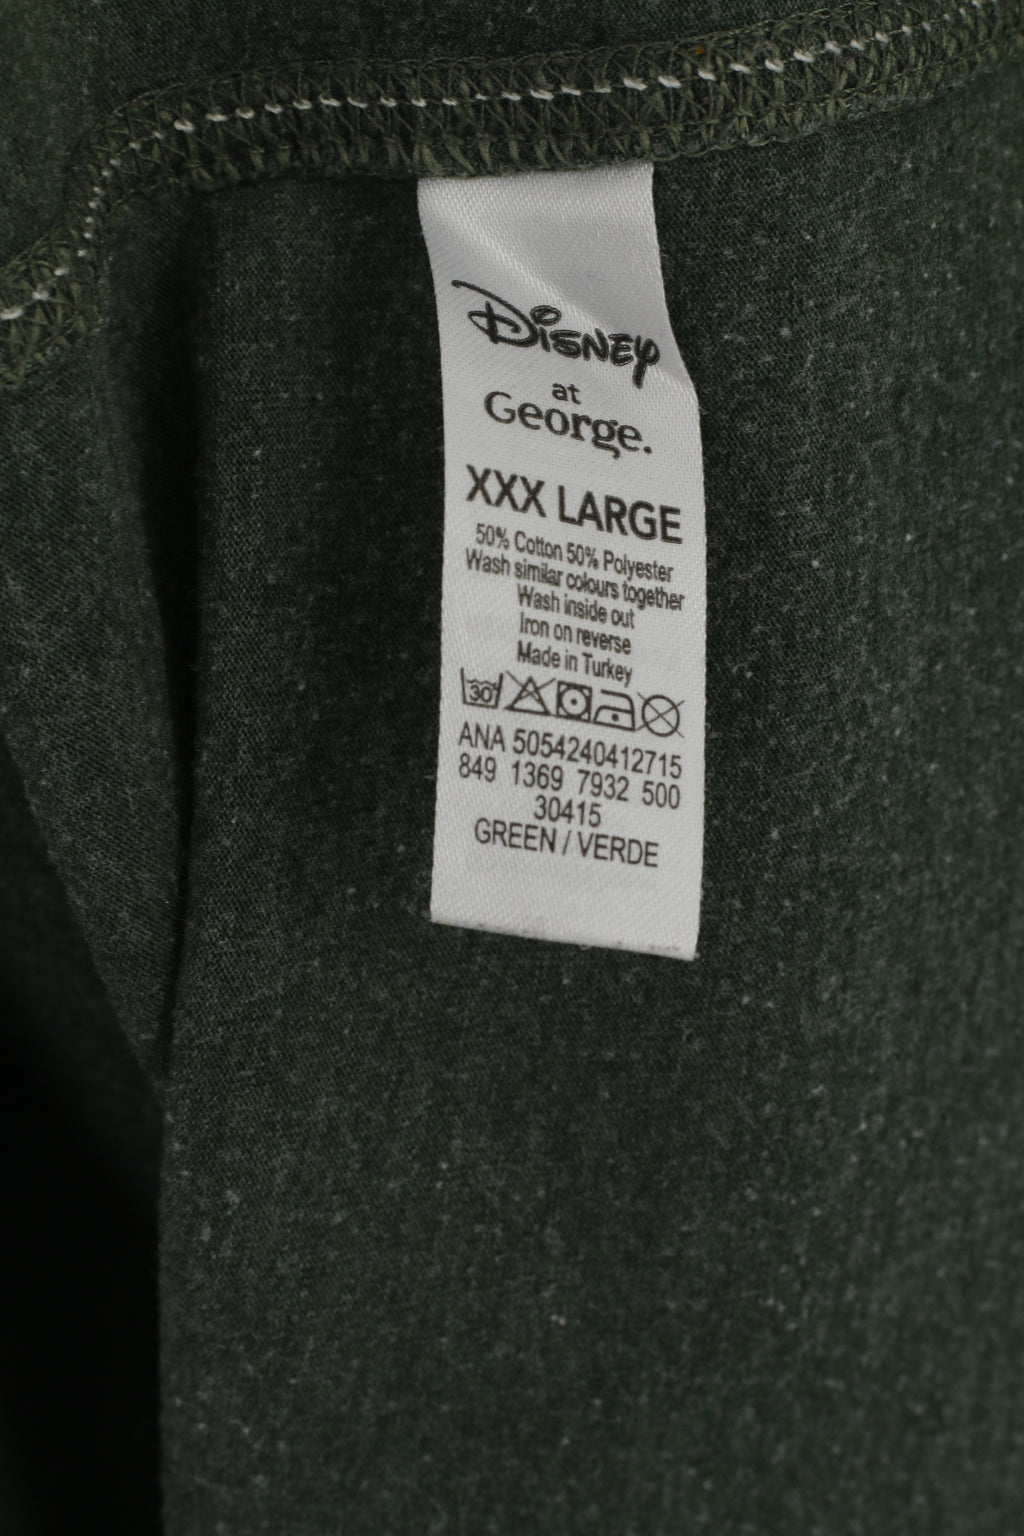 Disney
at
George.
XXX LARGE
50% Cotton 50% Polyester
Wash similar colours together
Wash inside out
Iron on reverse
Made in Turkey
30°
ANA 5054240412715
849 1369 7932 500
30415
GREEN / VERDE